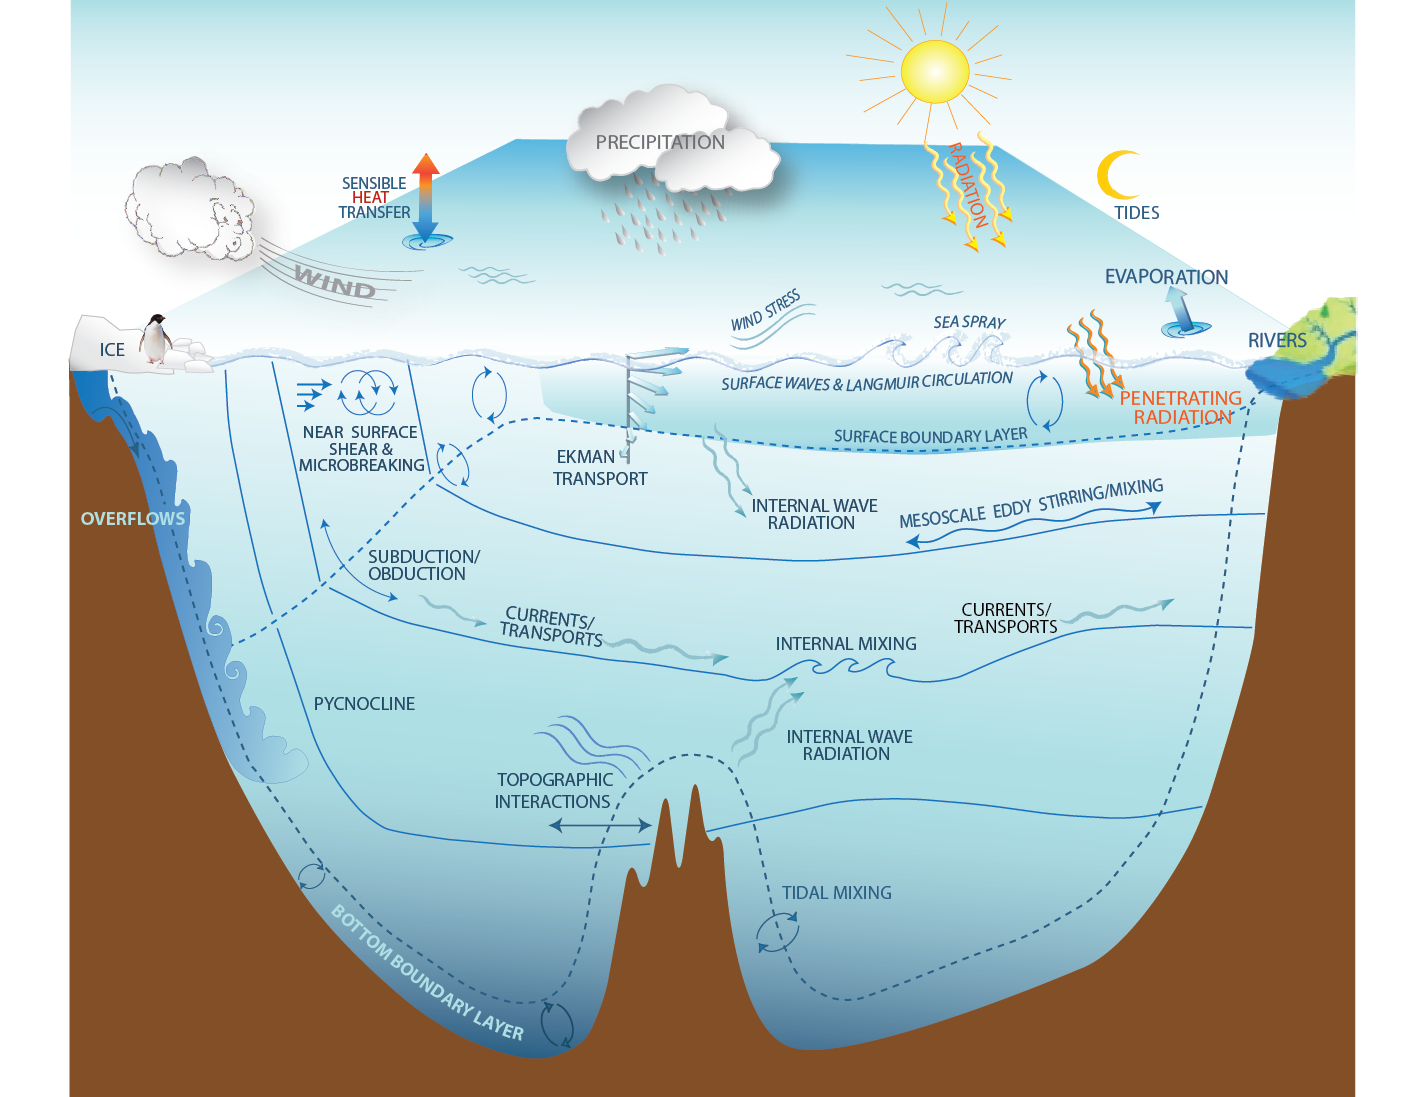 PRECIPITATION
RADIATION
SENSIBLE
HEAT
TRANSFER
TIDES
WIND
EVAPORATION
WIND STRESS
SEA SPRAY
ICE
RIVERS
SURFACE WAVES & LANGMUIR CIRCULATION
PENETRATING
RADIATION
NEAR SURFACE
SHEAR &
MICROBREAKING
SURFACE BOUNDARY LAYER
EKMAN
TRANSPORT
INTERNAL WAVE
RADIATION
MESOSCALE EDDY STIRRING/MIXING
OVERFLOWS
SUBDUCTION/
OBDUCTION
CURRENTS/
TRANSPORTS
CURRENTS/
TRANSPORTS
INTERNAL MIXING
PYCNOCLINE
INTERNAL WAVE
RADIATION
TOPOGRAPHIC
INTERACTIONS
TIDAL MIXING
BOTTOM BOUNDARY LAYER